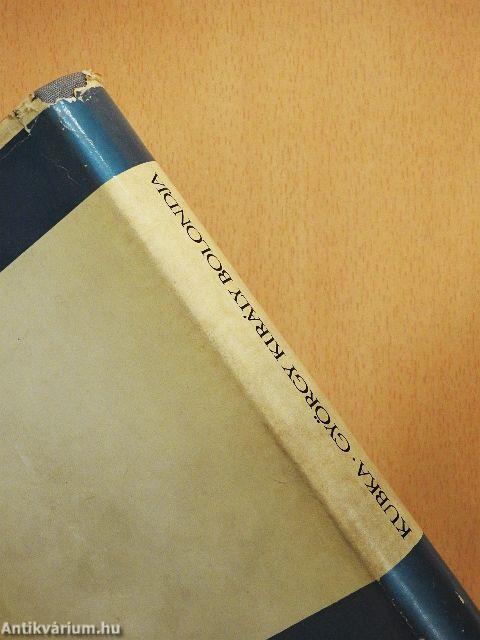 KUBKA · GYÖRGY KIRÁLY BOLONDJA
Antikvárium.hu